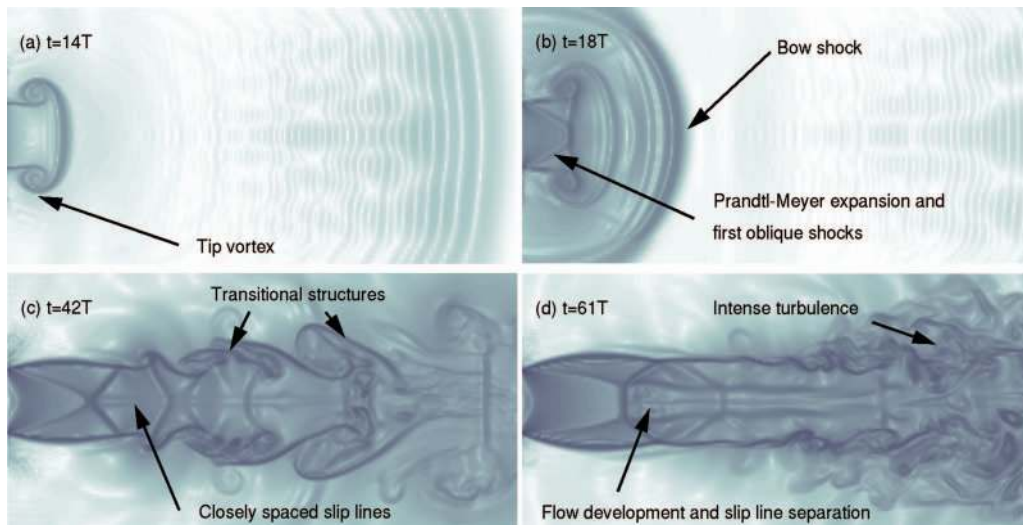 (a) t=14T
Tip vortex
(b) t=18T
Bow shock
Prandtl-Meyer expansion and
first oblique shocks
(c) t=42T
Transitional structures
Closely spaced slip lines
(d) t=61T
Intense turbulence
Flow development and slip line separation